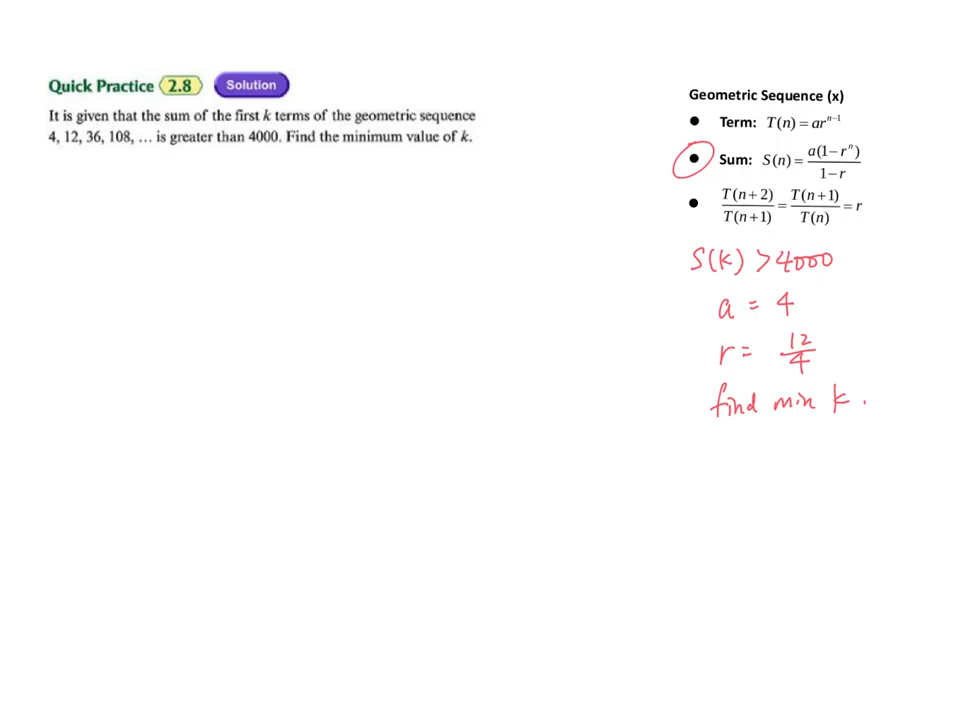 Quick Practice 2.8 Solution
It is given that the sum of the first k terms of the geometric sequence
4, 12, 36, 108, … is greater than 4000. Find the minimum value of k.
Geometric Sequence (x)
● Term: T(n) = ar^{n−1}
● Sum: S(n) = a(1−r^n) / 1−r
● T(n+2) / T(n+1) = T(n+1) / T(n) = r
S(k) > 4000
a = 4
r = 12/4
find min k.